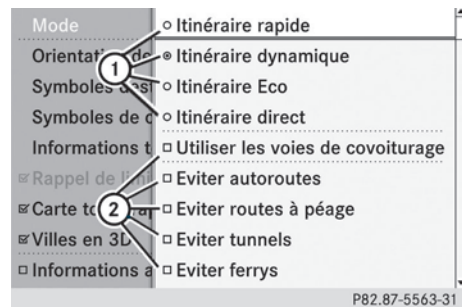 Mode
Itinéraire rapide
Itinéraire dynamique
Symboles
Itinéraire Eco
Symboles de
Itinéraire direct
Informations
Utiliser les voies de covoiturage
Rappel de
Eviter autoroutes
Carte
Eviter routes à péage
Villes en 3D
Eviter tunnels
Informations
Eviter ferrys
1
2
P82.87-5563-31